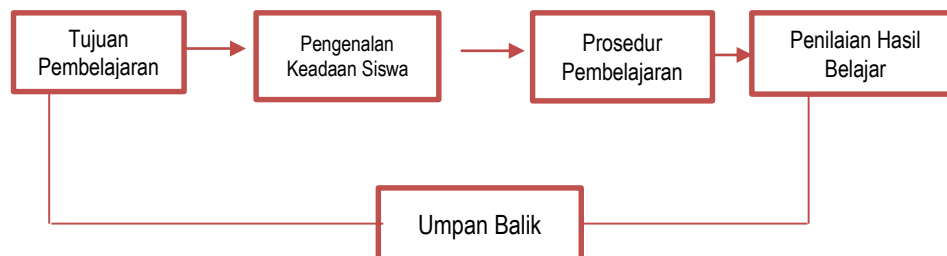 Tujuan
Pembelajaran
Pengenalan
Keadaan Siswa
Prosedur
Pembelajaran
Penilaian Hasil
Belajar
Umpan Balik